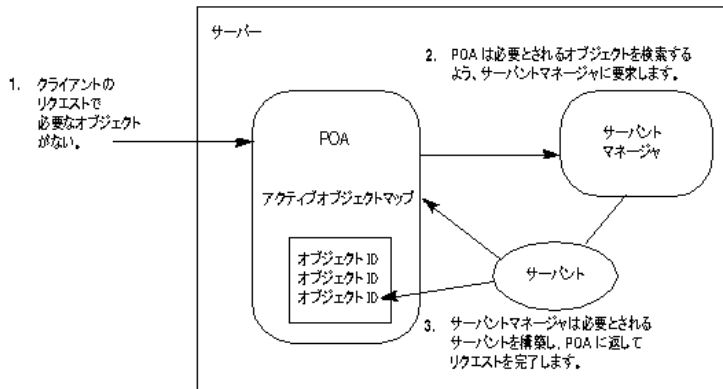 サーバー
1. クライアントの
リクエストで
必要なオブジェクト
がない。
2. POA は必要とされるオブジェクトを検索する
よう、サーバントマネージャに要求します。
POA
サーバント
マネージャ
アクティブオブジェクトマップ
オブジェクト ID
オブジェクト ID
オブジェクト ID
サーバント
3. サーバントマネージャは必要とされる
サーバントを構築し、POA に返して
リクエストを完了します。